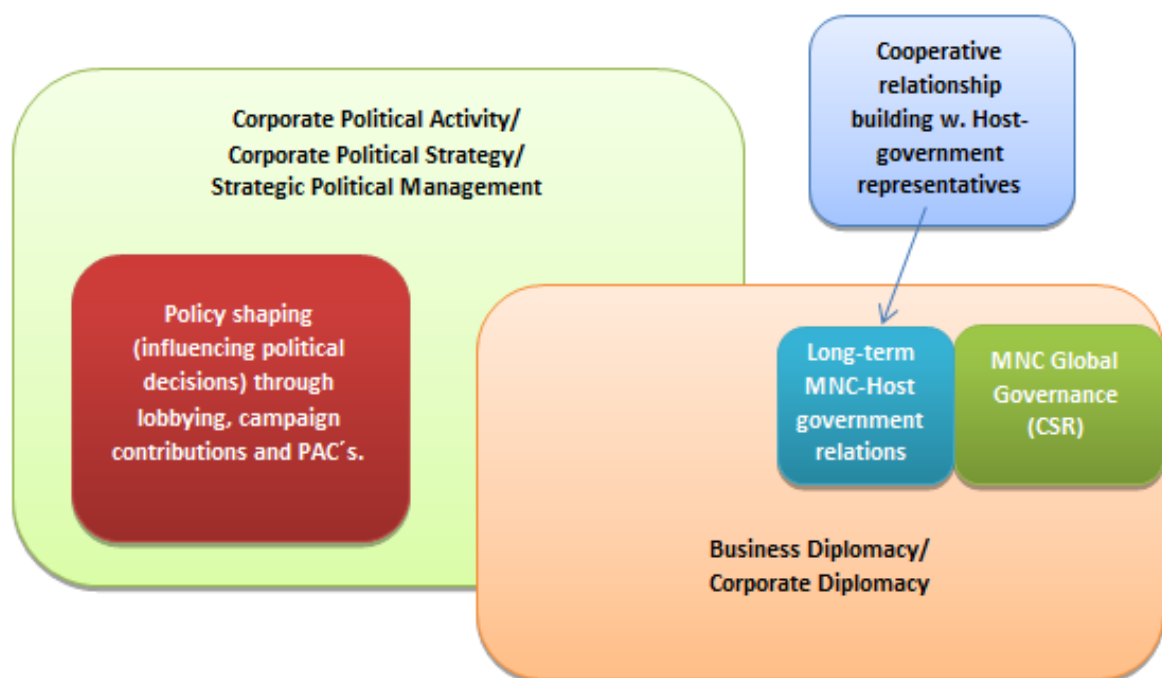 Corporate Political Activity/
Corporate Political Strategy/
Strategic Political Management
Cooperative
relationship
building w. Host-
government
representatives
Policy shaping
(influencing political
decisions) through
lobbying, campaign
contributions and PAC´s.
Long-term
MNC-Host
government
relations
MNC Global
Governance
(CSR)
Business Diplomacy/
Corporate Diplomacy